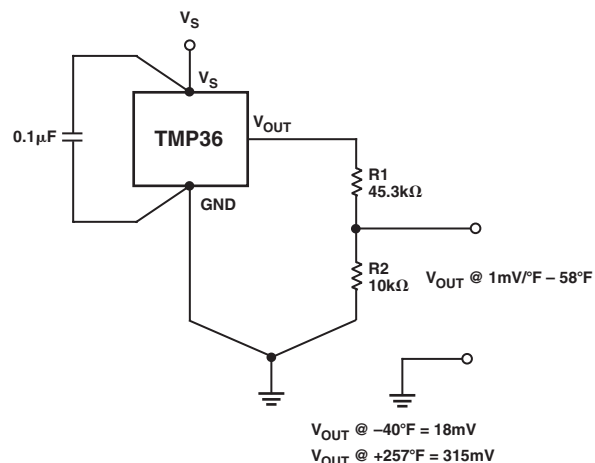 V_S
V_S
0.1μF
TMP36
V_OUT
GND
R1
45.3kΩ
R2
10kΩ
V_OUT @ 1mV/°F – 58°F
V_OUT @ –40°F = 18mV
V_OUT @ +257°F = 315mV